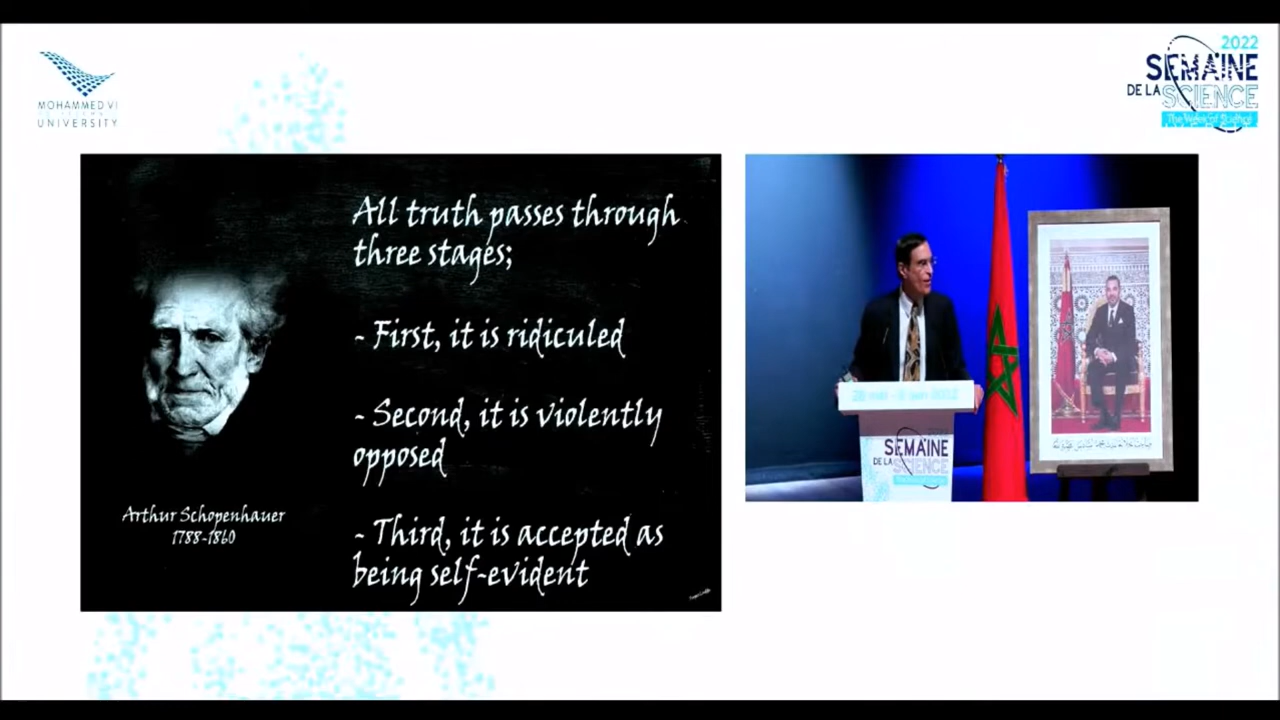 MOHAMMED VI
UNIVERSITY
2022
SEMAINE
DE LA SCIENCE
The Week of Science
All truth passes through
three stages;
- First, it is ridiculed
- Second, it is violently
opposed
- Third, it is accepted as
being self-evident
Arthur Schopenhauer
1788-1860
2022
SEMAINE
DE LA SCIENCE